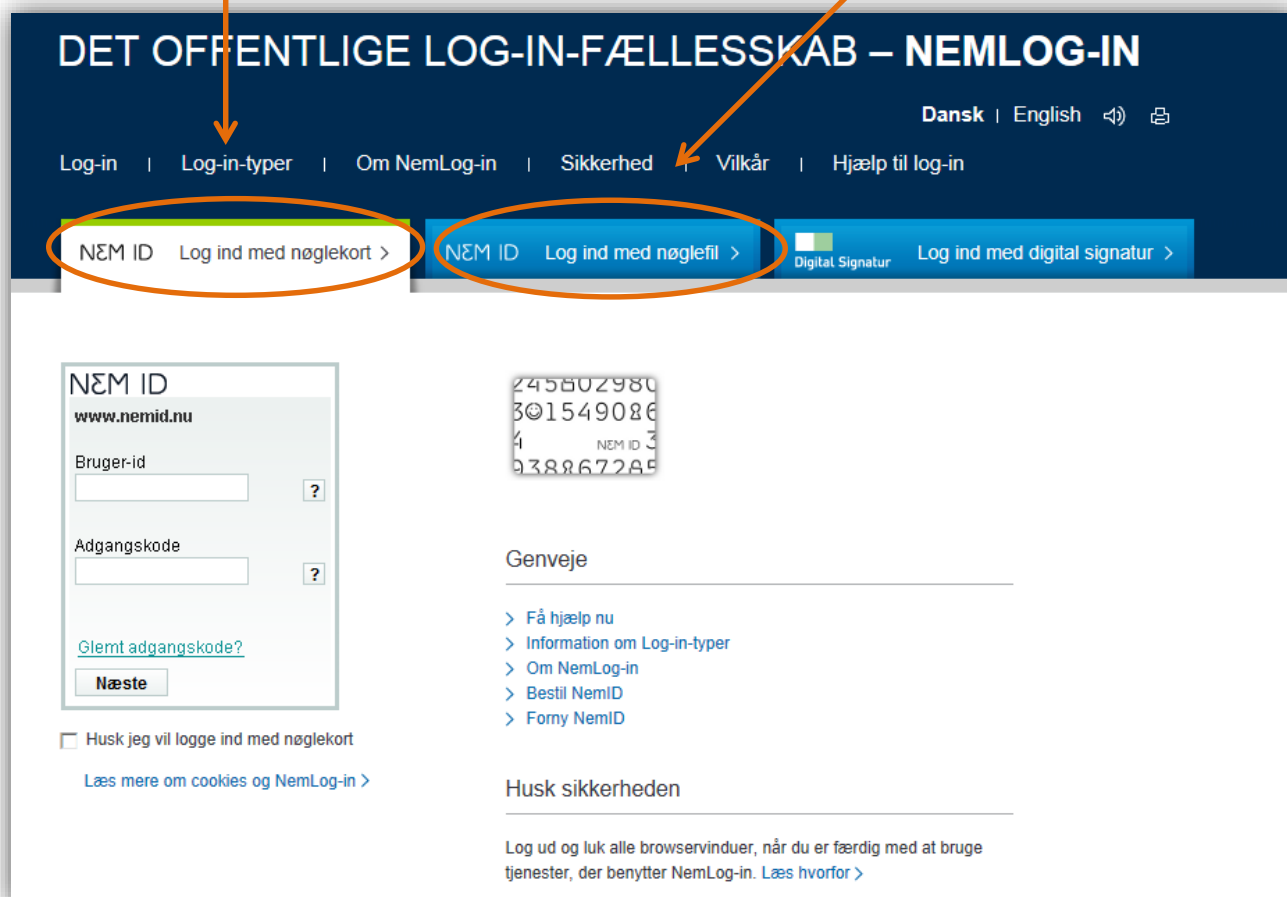 DET OFFENTLIGE LOG-IN-FÆLLESSKAB – NEMLOG-IN
Dansk | English
Log-in | Log-in-typer | Om NemLog-in | Sikkerhed | Vilkår | Hjælp til log-in
NEM ID Log ind med nøglekort >
NEM ID Log ind med nøglefil >
Digital Signatur Log ind med digital signatur >
NEM ID
www.nemid.nu
Bruger-id
?
Adgangskode
?
Glemt adgangskode?
Næste
Husk jeg vil logge ind med nøglekort
Læs mere om cookies og NemLog-in >
NEM ID
Genveje
> Få hjælp nu
> Information om Log-in-typer
> Om NemLog-in
> Bestil NemID
> Forny NemID
Husk sikkerheden
Log ud og luk alle browservinduer, når du er færdig med at bruge
tjenester, der benytter NemLog-in. Læs hvorfor >